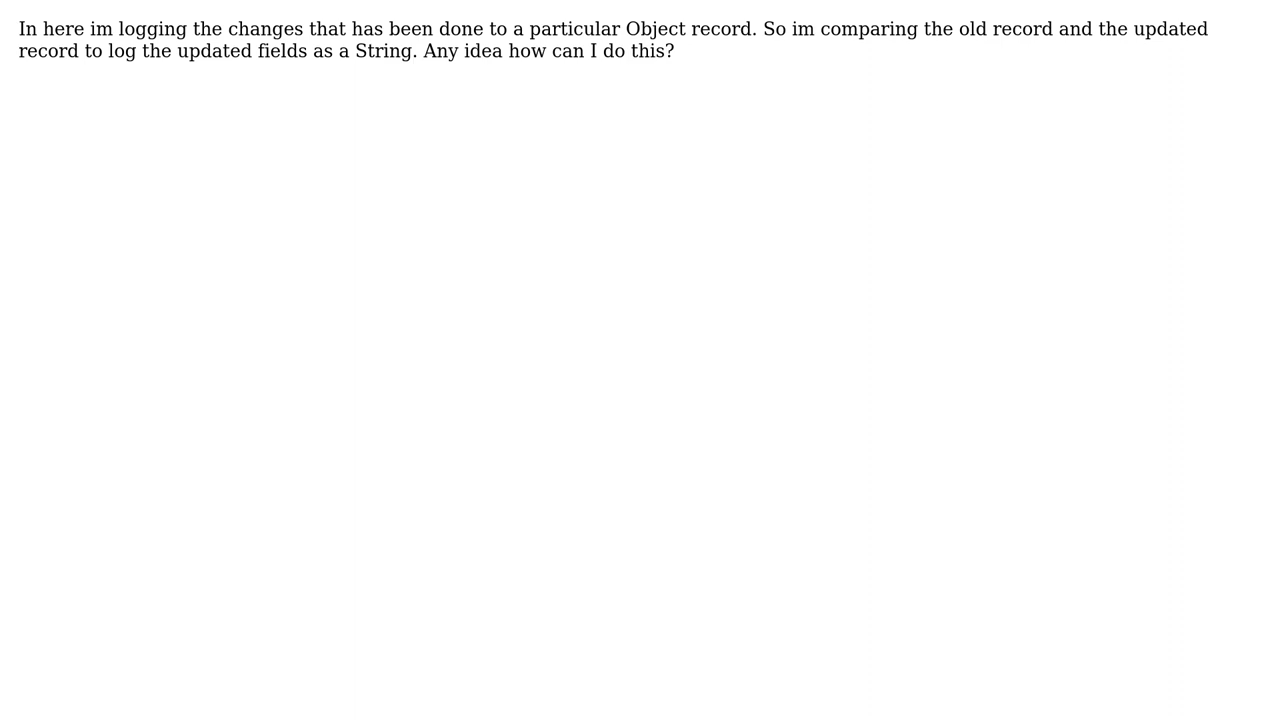 In here im logging the changes that has been done to a particular Object record. So im comparing the old record and the updated
record to log the updated fields as a String. Any idea how can I do this?